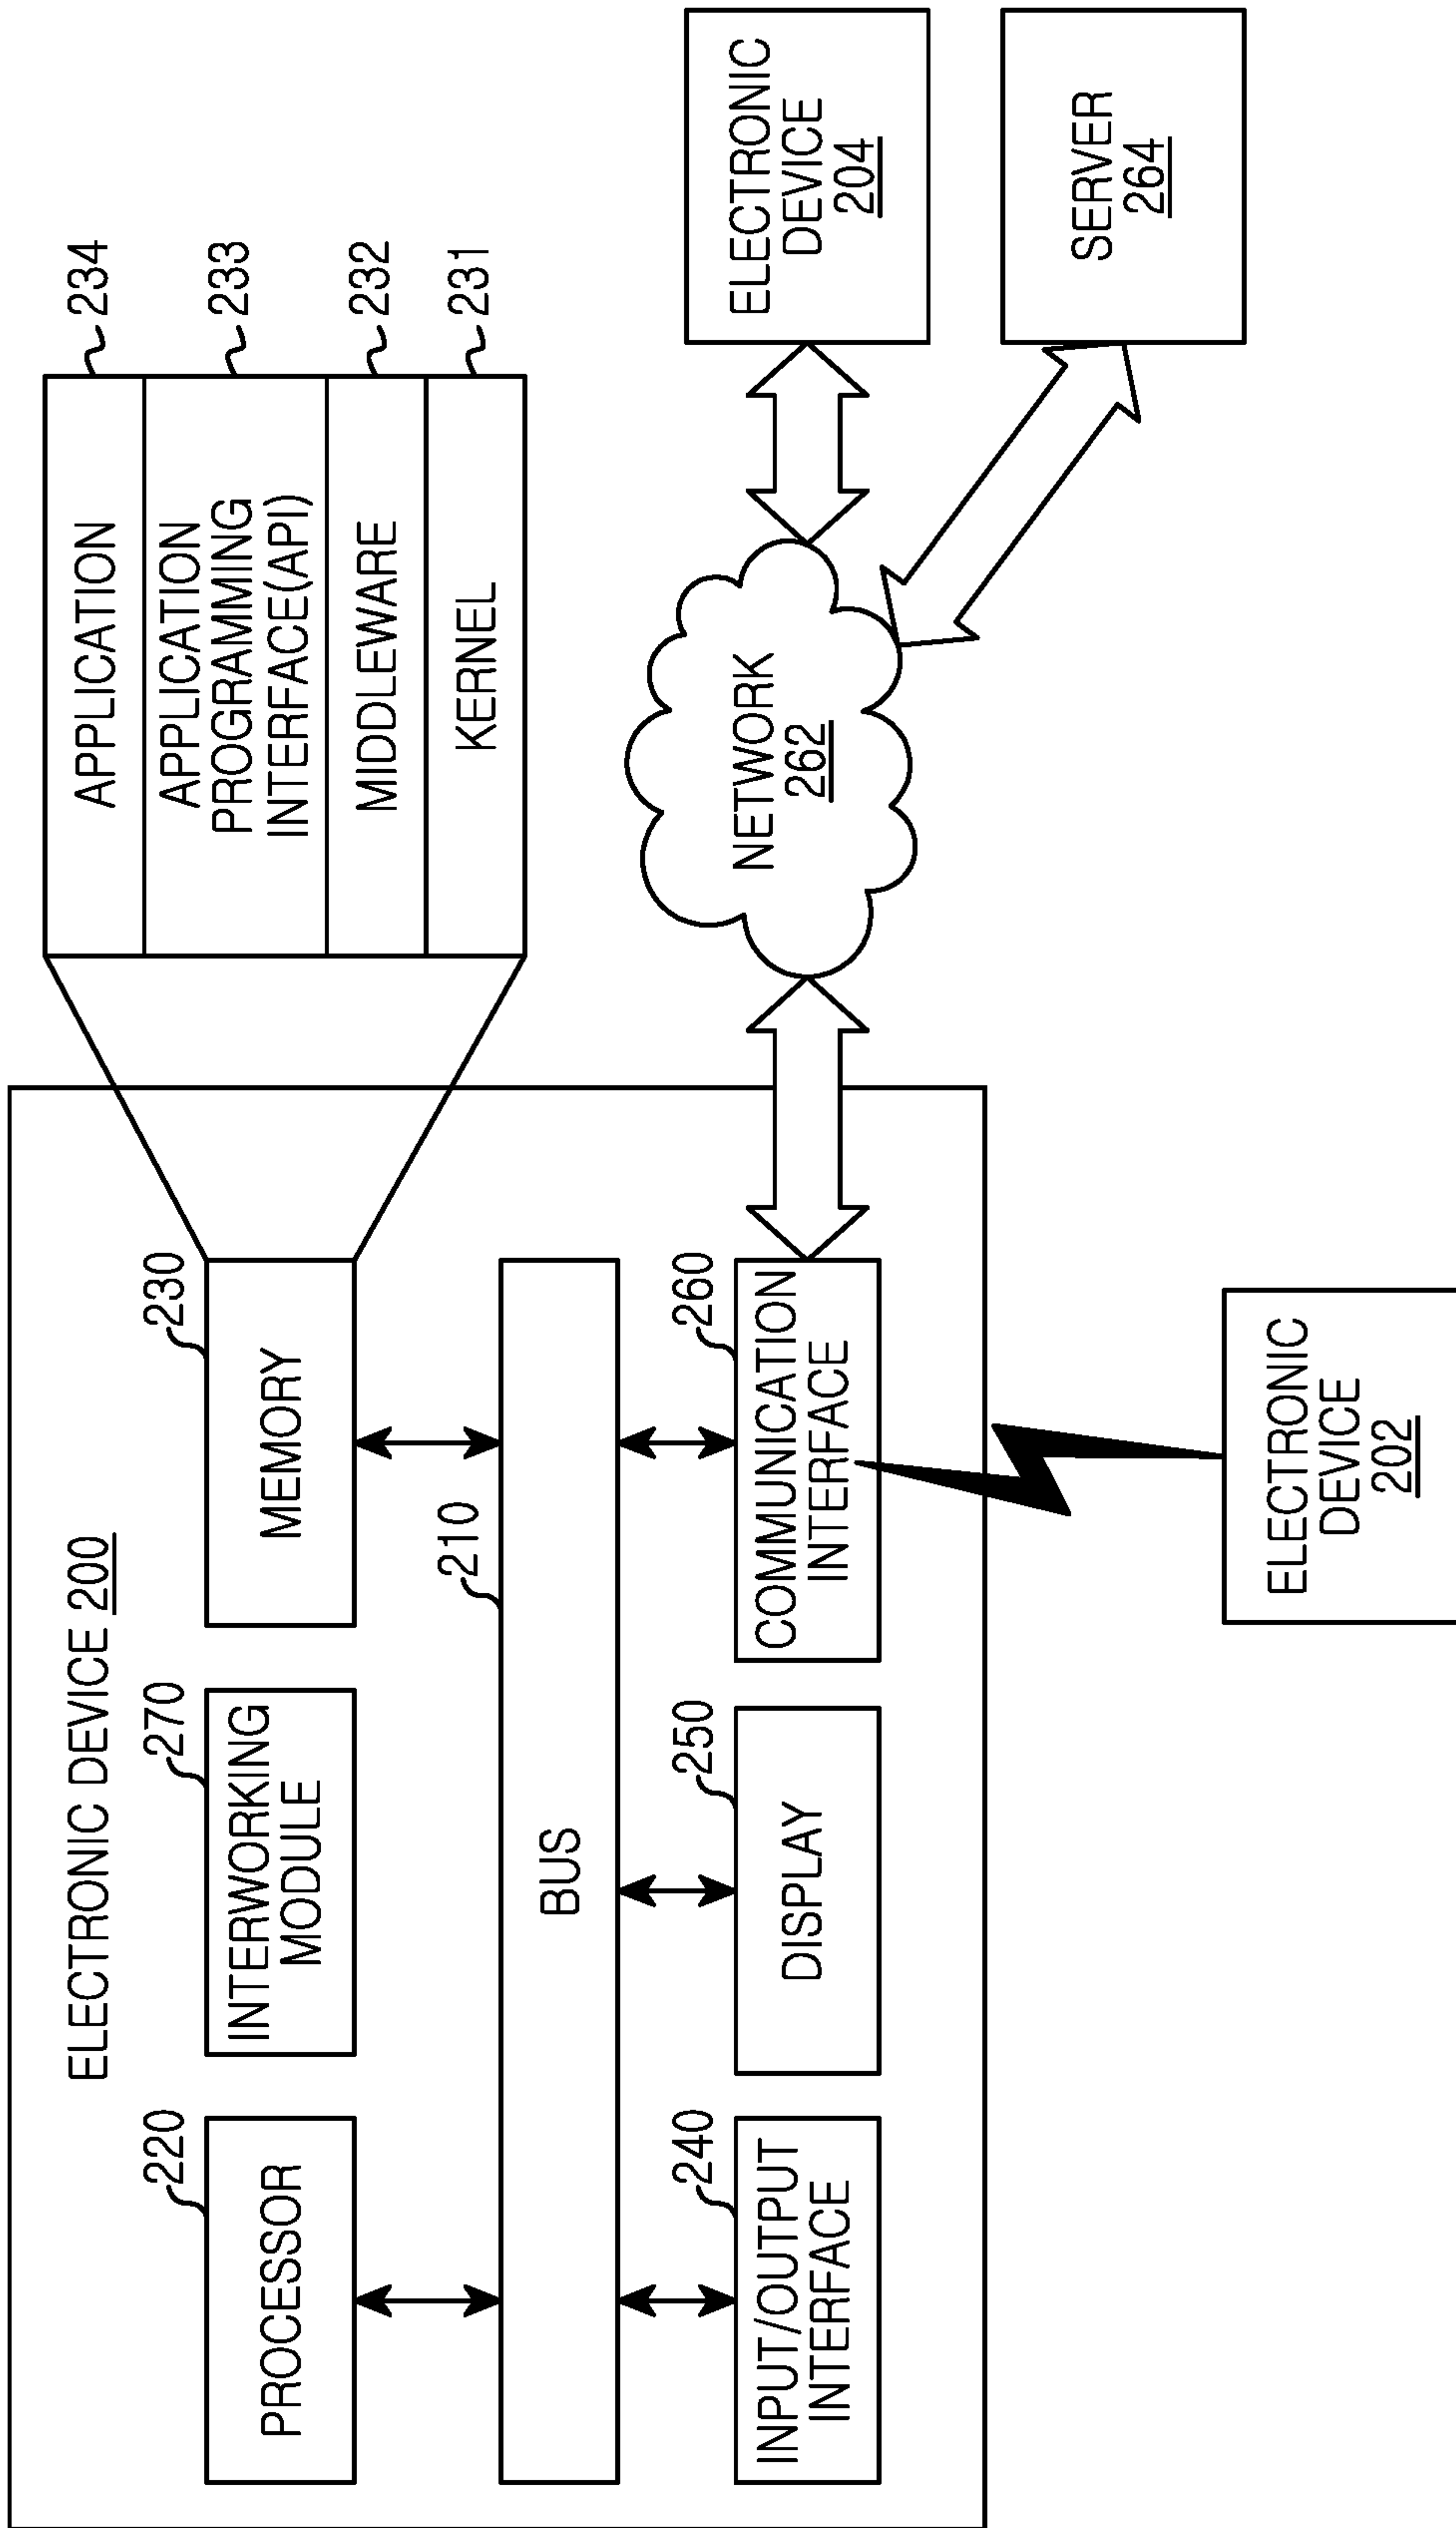 ELECTRONIC DEVICE 200
220
PROCESSOR
270
INTERWORKING
MODULE
230
MEMORY
APPLICATION
234
APPLICATION
PROGRAMMING
INTERFACE(API)
233
MIDDLEWARE
232
KERNEL
231
210
BUS
240
INPUT/OUTPUT
INTERFACE
250
DISPLAY
260
COMMUNICATION
INTERFACE
NETWORK
262
ELECTRONIC
DEVICE
204
SERVER
264
ELECTRONIC
DEVICE
202